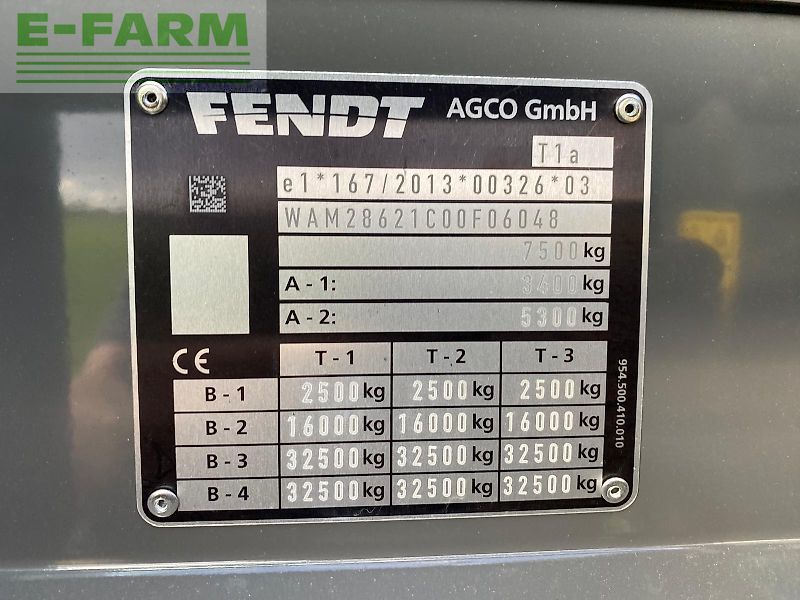 E-FARM
FENDT AGCO GmbH
T1a
e1*167/2013*00326*03
WAM28621C00F06048
7500 kg
A - 1: 3400 kg
A - 2: 5300 kg
CE T - 1 T - 2 T - 3
B - 1 2500 kg 2500 kg 2500 kg
B - 2 16000 kg 16000 kg 16000 kg
B - 3 32500 kg 32500 kg 32500 kg
B - 4 32500 kg 32500 kg 32500 kg
954.500.410.010